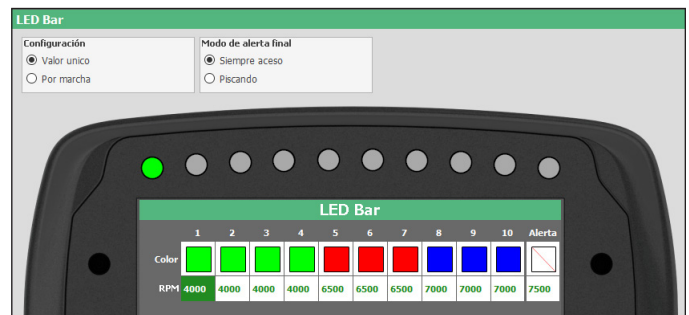 LED Bar
Configuración
Valor unico
Por marcha
Modo de alerta final
Siempre aceso
Piscando
LED Bar
1 2 3 4 5 6 7 8 9 10 Alerta
Color
RPM 4000 4000 4000 4000 6500 6500 6500 7000 7000 7000 7500